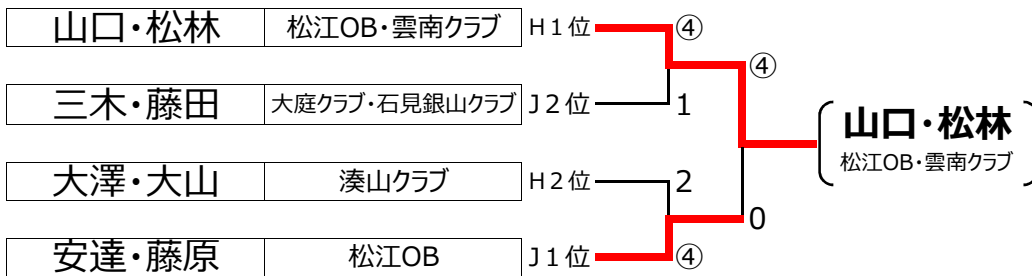 山口・松林 松江OB・雲南クラブ H1位 ④
④
三木・藤田 大庭クラブ・石見銀山クラブ J2位 1
山口・松林
松江OB・雲南クラブ
大澤・大山 湊山クラブ H2位 2
0
安達・藤原 松江OB J1位 ④